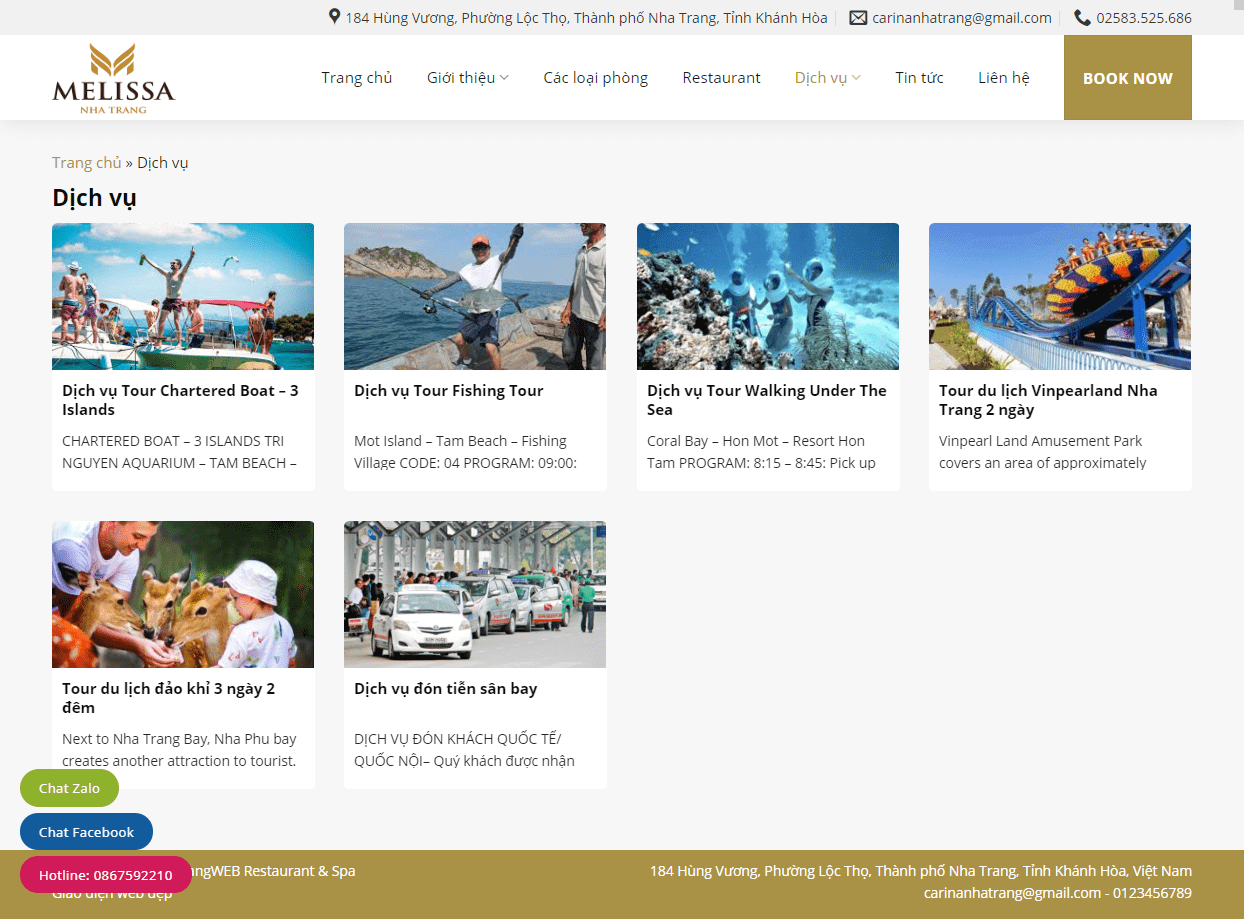 184 Hùng Vương, Phường Lộc Thọ, Thành phố Nha Trang, Tỉnh Khánh Hòa
carinanhatrang@gmail.com
02583.525.686
MELISSA
NHA TRANG
Trang chủ
Giới thiệu
Các loại phòng
Restaurant
Dịch vụ
Tin tức
Liên hệ
BOOK NOW
Trang chủ » Dịch vụ
Dịch vụ
Dịch vụ Tour Chartered Boat – 3
Islands
CHARTERED BOAT – 3 ISLANDS TRI
NGUYEN AQUARIUM – TAM BEACH –
Dịch vụ Tour Fishing Tour
Mot Island – Tam Beach – Fishing
Village CODE: 04 PROGRAM: 09:00:
Dịch vụ Tour Walking Under The
Sea
Coral Bay – Hon Mot – Resort Hon
Tam PROGRAM: 8:15 – 8:45: Pick up
Tour du lịch Vinpearland Nha
Trang 2 ngày
Vinpearl Land Amusement Park
covers an area of approximately
Tour du lịch đảo khỉ 3 ngày 2
đêm
Next to Nha Trang Bay, Nha Phu bay
creates another attraction to tourist.
Dịch vụ đón tiễn sân bay
DỊCH VỤ ĐÓN KHÁCH QUỐC TẾ/
QUỐC NỘI– Quý khách được nhận
Chat Zalo
Chat Facebook
Hotline: 0867592210
ngWEB Restaurant & Spa
Giao diện web đẹp
184 Hùng Vương, Phường Lộc Thọ, Thành phố Nha Trang, Tỉnh Khánh Hòa, Việt Nam
carinanhatrang@gmail.com - 0123456789